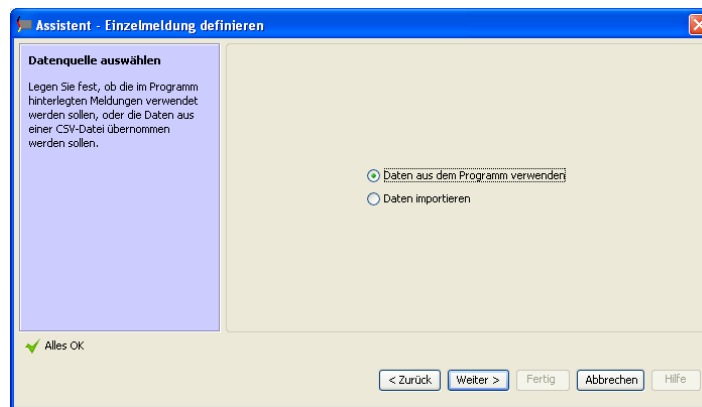 Assistent - Einzelmeldung definieren
Datenquelle auswählen
Legen Sie fest, ob die im Programm
hinterlegten Meldungen verwendet
werden sollen, oder die Daten aus
einer CSV-Datei übernommen
werden sollen.
Daten aus dem Programm verwenden
Daten importieren
Alles OK
< Zurück Weiter > Fertig Abbrechen Hilfe